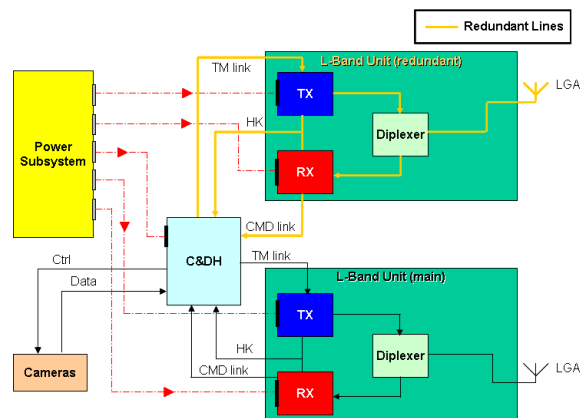 Redundant Lines
L-Band Unit (redundant)
TM link
TX
LGA
HK
Diplexer
Power
Subsystem
RX
CMD link
C&DH
TM link
L-Band Unit (main)
Ctrl
Data
TX
HK
Diplexer
LGA
CMD link
Cameras
RX